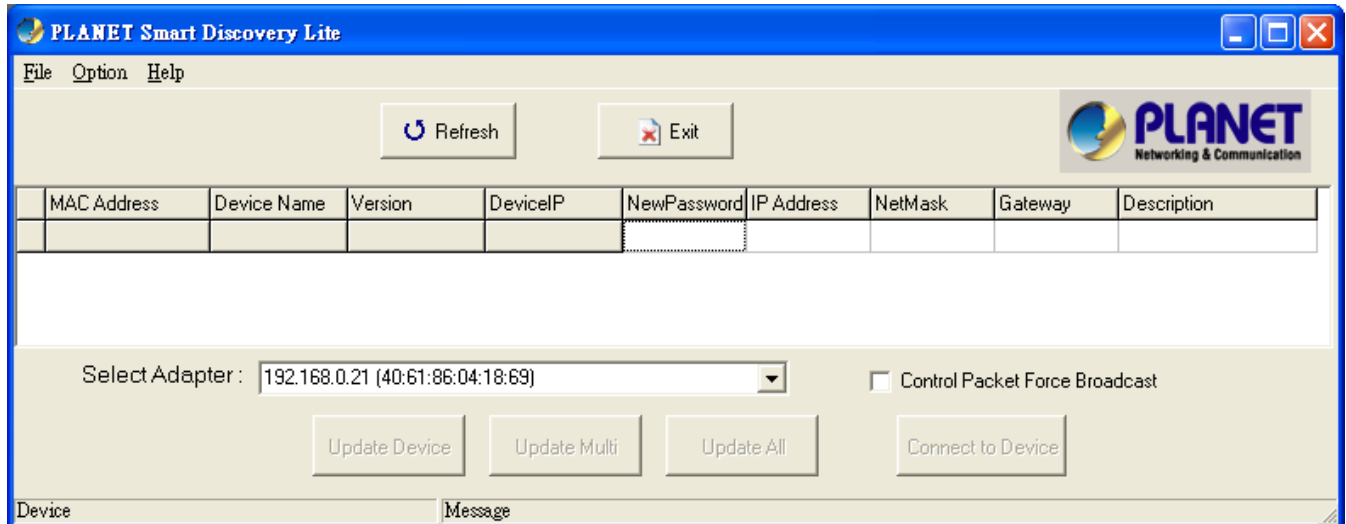 PLANET Smart Discovery Lite
File Option Help
Refresh Exit
PLANET
Networking & Communication
MAC Address Device Name Version DeviceIP NewPassword IP Address NetMask Gateway Description
Select Adapter : 192.168.0.21 (40:61:86:04:18:69) Control Packet Force Broadcast
Update Device Update Multi Update All Connect to Device
Device Message